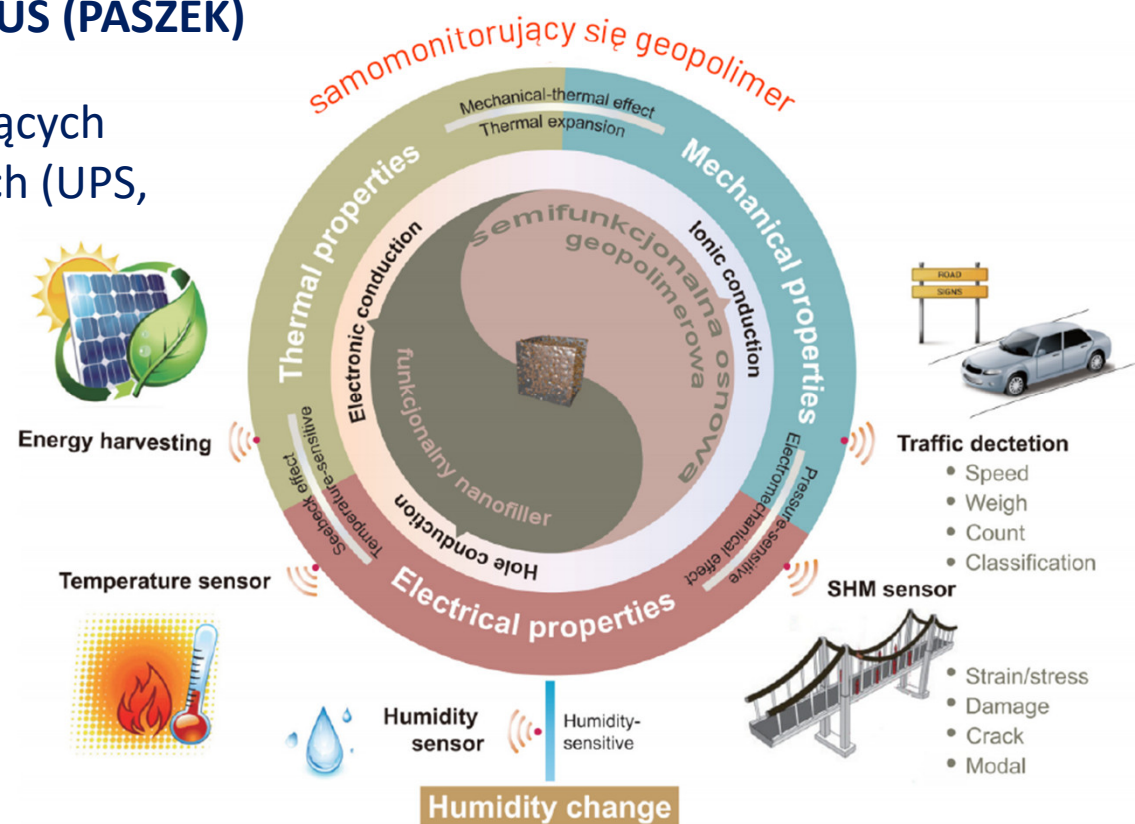 US (PASZEK)
ących
ch (UPS,
samomonitorujący się geopolimer
Mechanical-thermal effect
Thermal expansion
Thermal properties
Mechanical properties
Electronic conduction
Ionic conduction
semifunkcjonalna osnowa
geopolimerowa
funkcjonalny nanofiller
Hole conduction
Temperature-sensitive
Seebeck effect
Electromechanical effect
Pressure-sensitive
Electrical properties
ROAD
SIGNS
Energy harvesting
Traffic dectetion
• Speed
• Weigh
• Count
• Classification
Temperature sensor
SHM sensor
• Strain/stress
• Damage
• Crack
• Modal
Humidity
sensor
Humidity-
sensitive
Humidity change